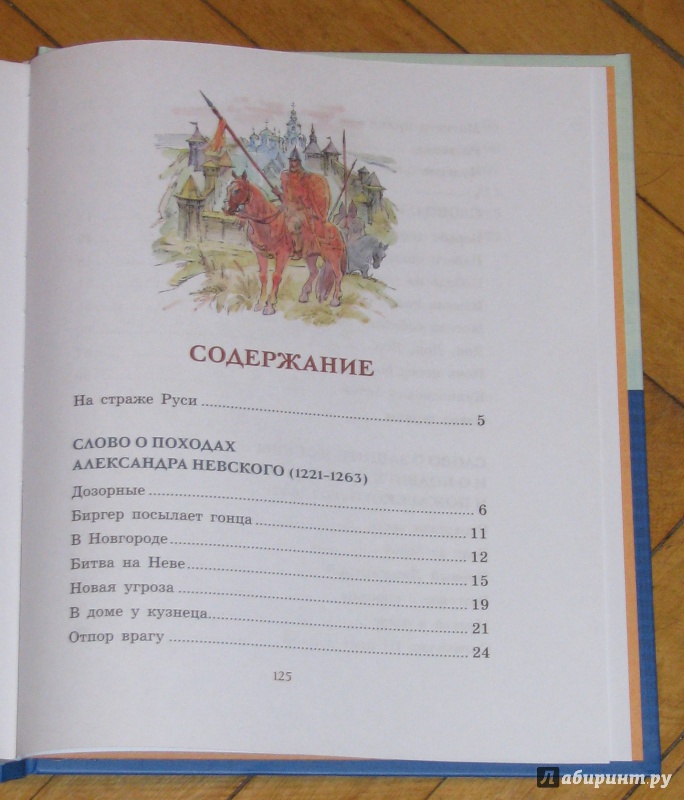 СОДЕРЖАНИЕ
На страже Руси ........ 5
СЛОВО О ПОХОДАХ
АЛЕКСАНДРА НЕВСКОГО (1221–1263)
Дозорные ........ 6
Биргер посылает гонца ........ 11
В Новгороде ........ 12
Битва на Неве ........ 15
Новая угроза ........ 19
В доме у кузнеца ........ 21
Отпор врагу ........ 24
125
Лабиринт.ру